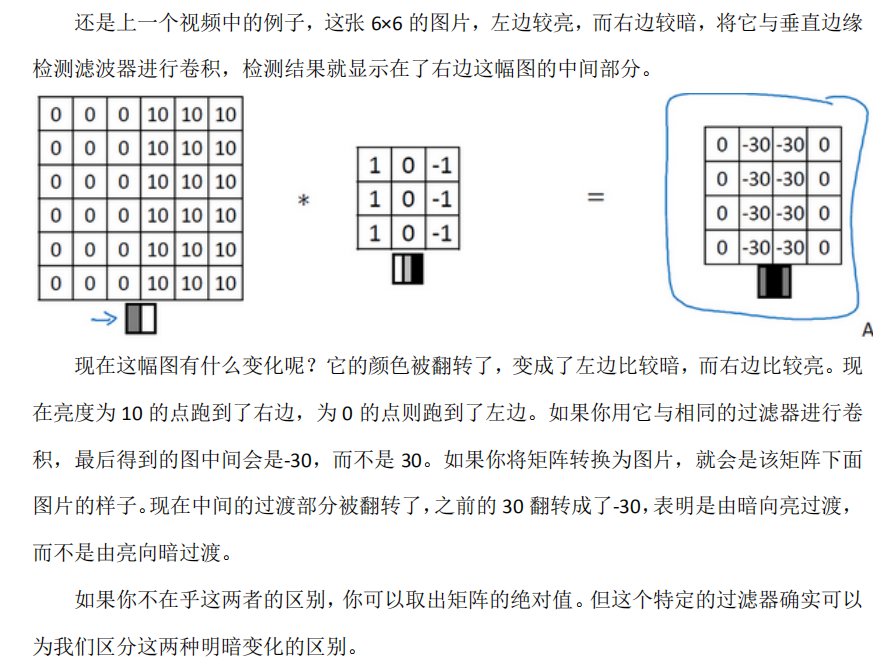 还是上一个视频中的例子，这张 6×6 的图片，左边较亮，而右边较暗，将它与垂直边缘
检测滤波器进行卷积，检测结果就显示在了右边这幅图的中间部分。
0 0 0 10 10 10
0 0 0 10 10 10
0 0 0 10 10 10
0 0 0 10 10 10
0 0 0 10 10 10
0 0 0 10 10 10
*
1 0 -1
1 0 -1
1 0 -1
=
0 -30 -30 0
0 -30 -30 0
0 -30 -30 0
0 -30 -30 0
A
现在这幅图有什么变化呢？它的颜色被翻转了，变成了左边比较暗，而右边比较亮。现
在亮度为 10 的点跑到了右边，为 0 的点则跑到了左边。如果你用它与相同的过滤器进行卷
积，最后得到的图中间会是-30，而不是 30。如果你将矩阵转换为图片，就会是该矩阵下面
图片的样子。现在中间的过渡部分被翻转了，之前的 30 翻转成了-30，表明是由暗向亮过渡，
而不是由亮向暗过渡。
如果你不在乎这两者的区别，你可以取出矩阵的绝对值。但这个特定的过滤器确实可以
为我们区分这两种明暗变化的区别。